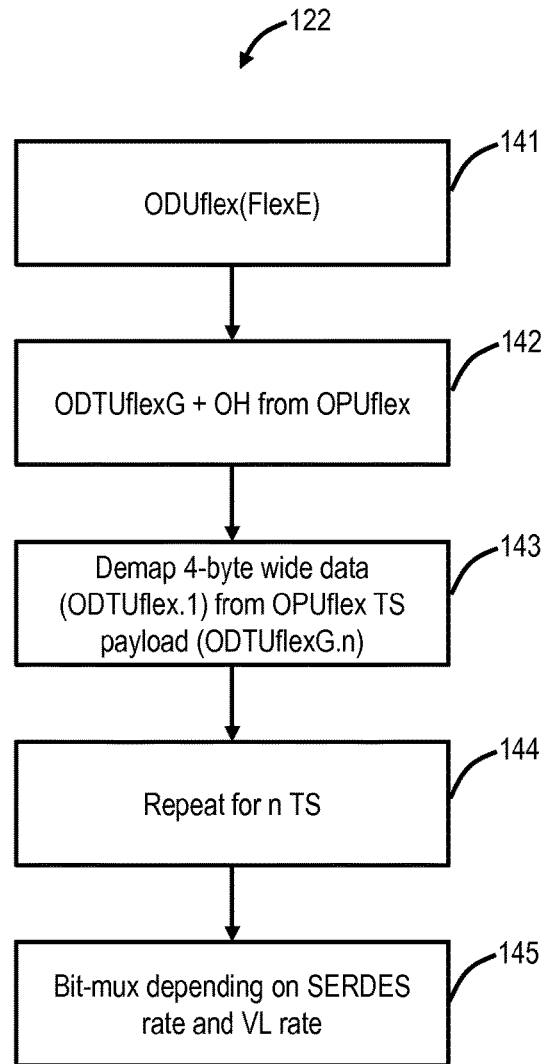 122
141
ODUflex(FlexE)
142
ODTUflexG + OH from OPUflex
143
Demap 4-byte wide data
(ODTUflex.1) from OPUflex TS
payload (ODTUflexG.n)
144
Repeat for n TS
145
Bit-mux depending on SERDES
rate and VL rate